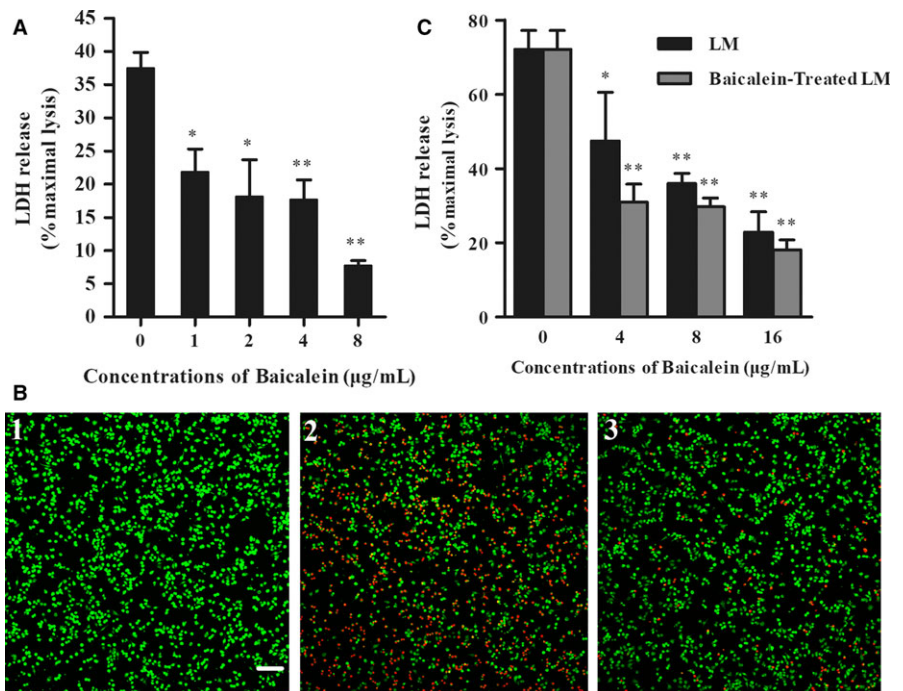 A
LDH release
(% maximal lysis)
45
40
35
30
25
20
15
10
5
0
*
*
**
**
0 1 2 4 8
Concentrations of Baicalein (μg/mL)
C
LDH release
(% maximal lysis)
80
60
40
20
0
LM
Baicalein-Treated LM
*
**
**
**
**
**
0 4 8 16
Concentrations of Baicalein (μg/mL)
B
1
2
3